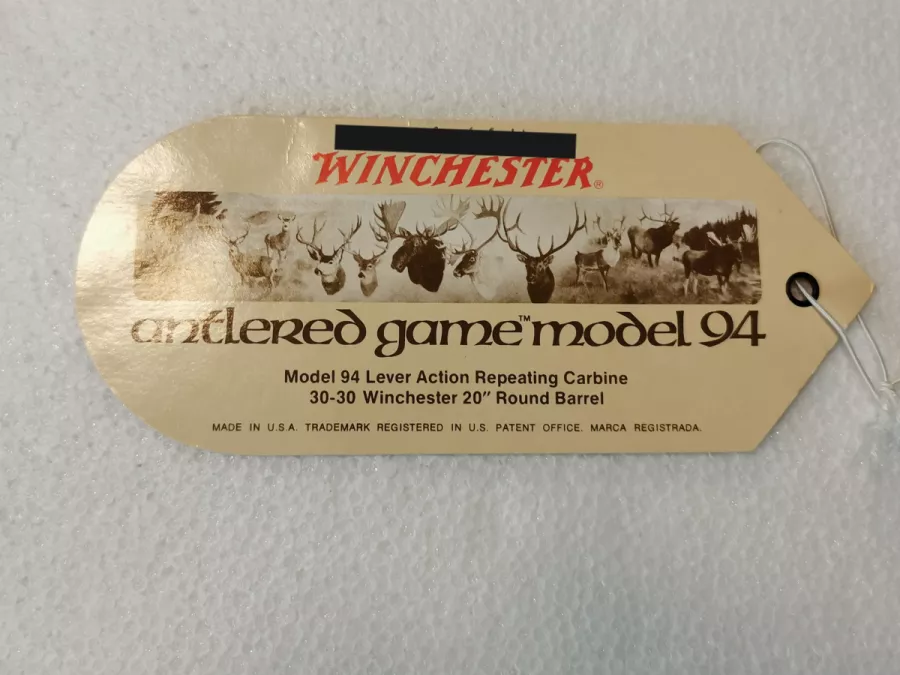 WINCHESTER®
antlered game™ model 94
Model 94 Lever Action Repeating Carbine
30-30 Winchester 20" Round Barrel
MADE IN U.S.A. TRADEMARK REGISTERED IN U.S. PATENT OFFICE. MARCA REGISTRADA.